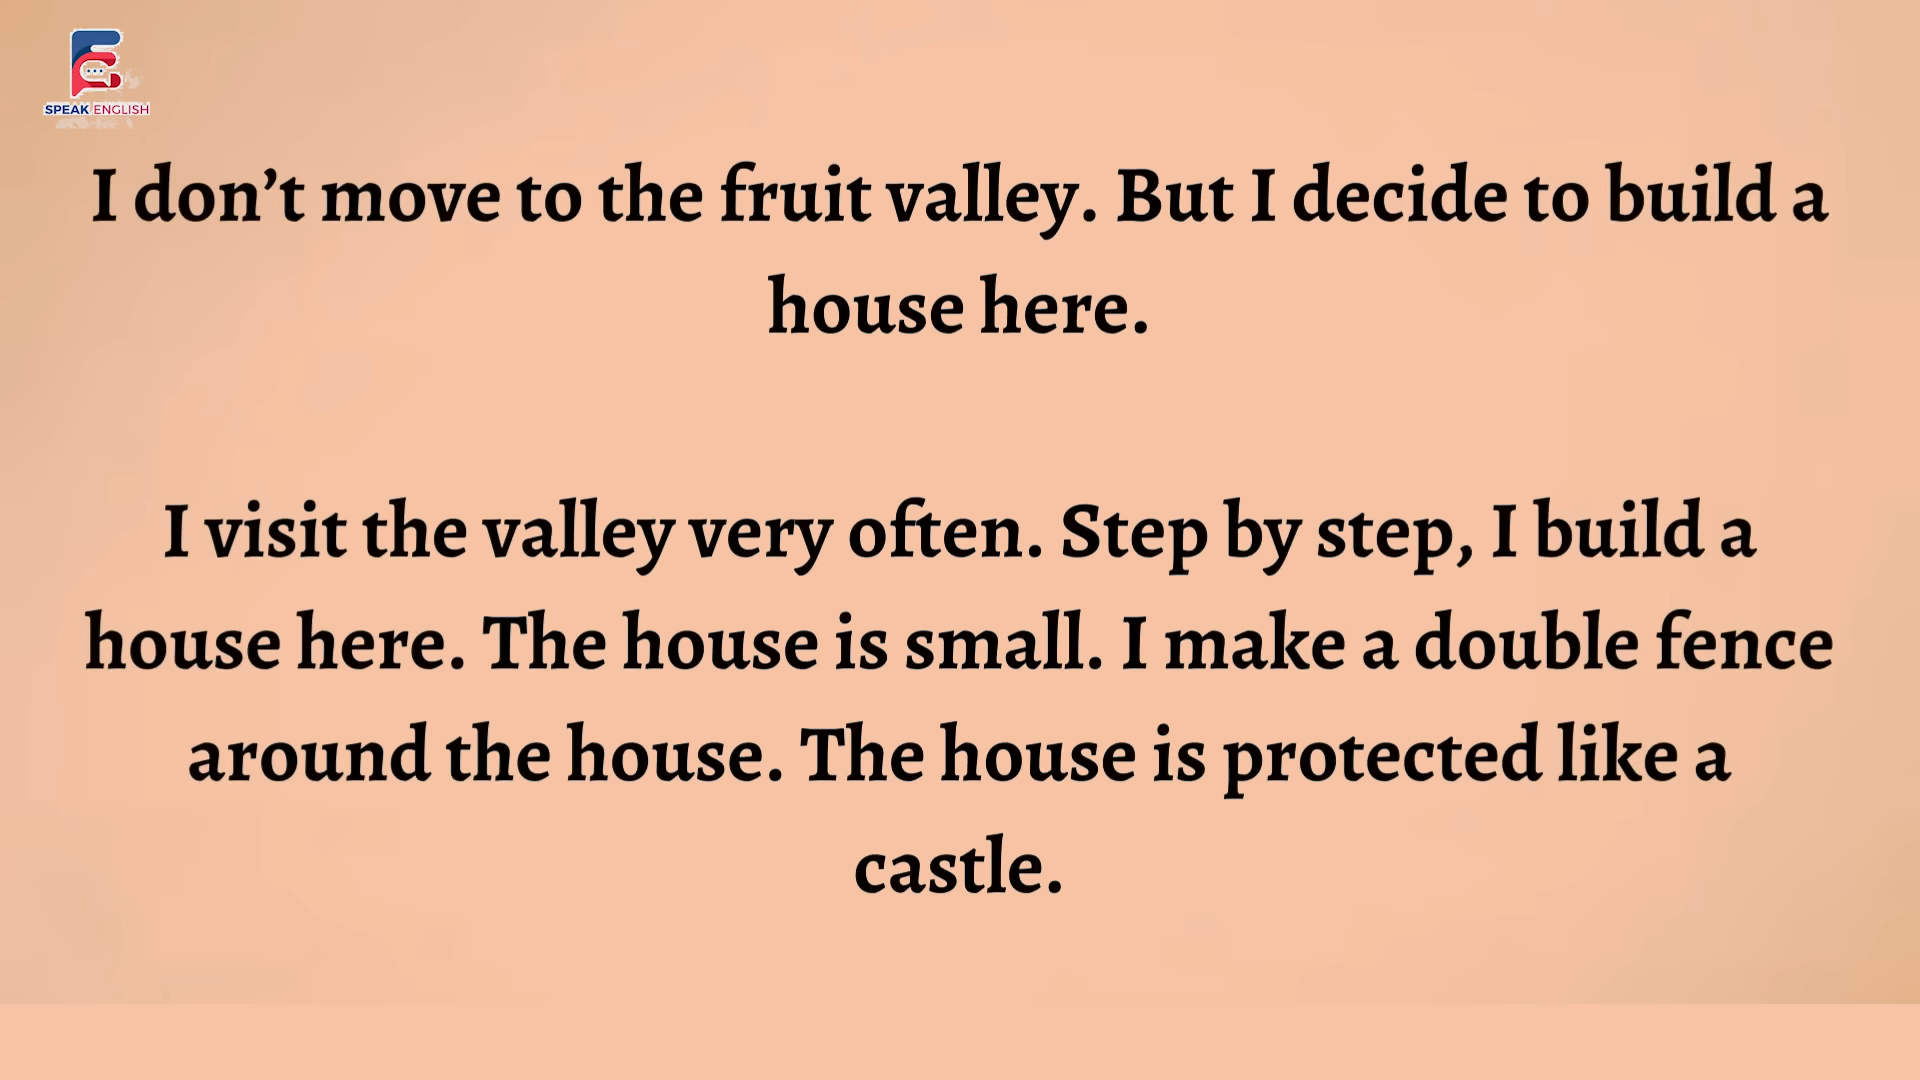 SPEAK ENGLISH
I don’t move to the fruit valley. But I decide to build a
house here.
I visit the valley very often. Step by step, I build a
house here. The house is small. I make a double fence
around the house. The house is protected like a
castle.